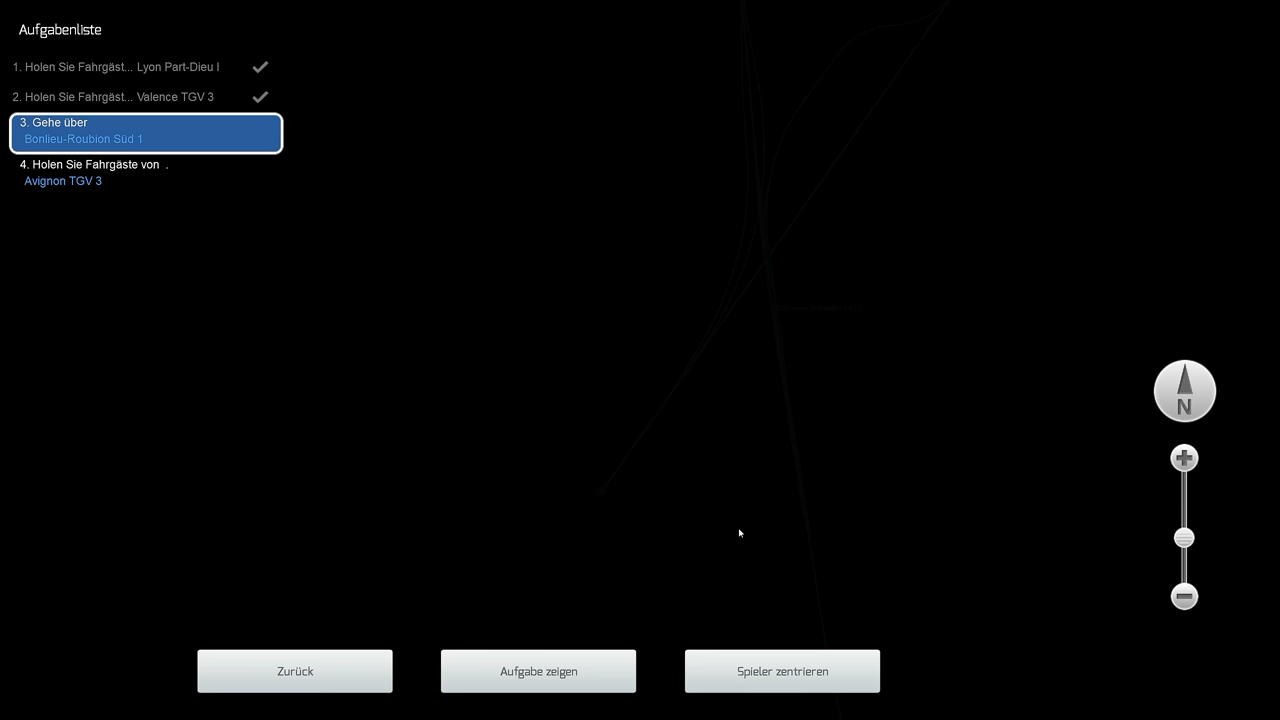 Aufgabenliste
1. Holen Sie Fahrgäst... Lyon Part-Dieu I
2. Holen Sie Fahrgäst... Valence TGV 3
3. Gehe über
Bonlieu-Roubion Süd 1
4. Holen Sie Fahrgäste von .
Avignon TGV 3
N
Zurück
Aufgabe zeigen
Spieler zentrieren